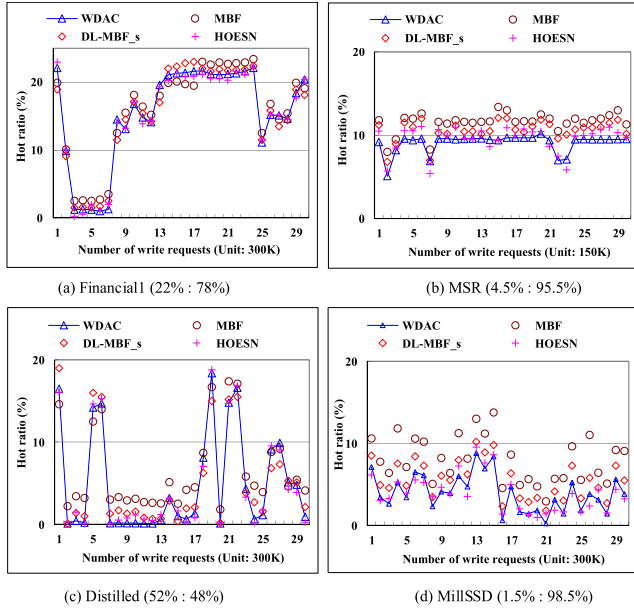 WDAC MBF
DL-MBF_s HOESN
Hot ratio (%)
30
20
10
0
1 5 9 13 17 21 25 29
Number of write requests (Unit: 300K)
(a) Financial1 (22% : 78%)
WDAC MBF
DL-MBF_s HOESN
Hot ratio (%)
20
10
0
1 5 9 13 17 21 25 29
Number of write requests (Unit: 150K)
(b) MSR (4.5% : 95.5%)
WDAC MBF
DL-MBF_s HOESN
Hot ratio (%)
20
10
0
1 5 9 13 17 21 25 29
Number of write requests (Unit: 300K)
(c) Distilled (52% : 48%)
WDAC MBF
DL-MBF_s HOESN
Hot ratio (%)
20
10
0
1 5 9 13 17 21 25 29
Number of write requests (Unit: 300K)
(d) MillSSD (1.5% : 98.5%)